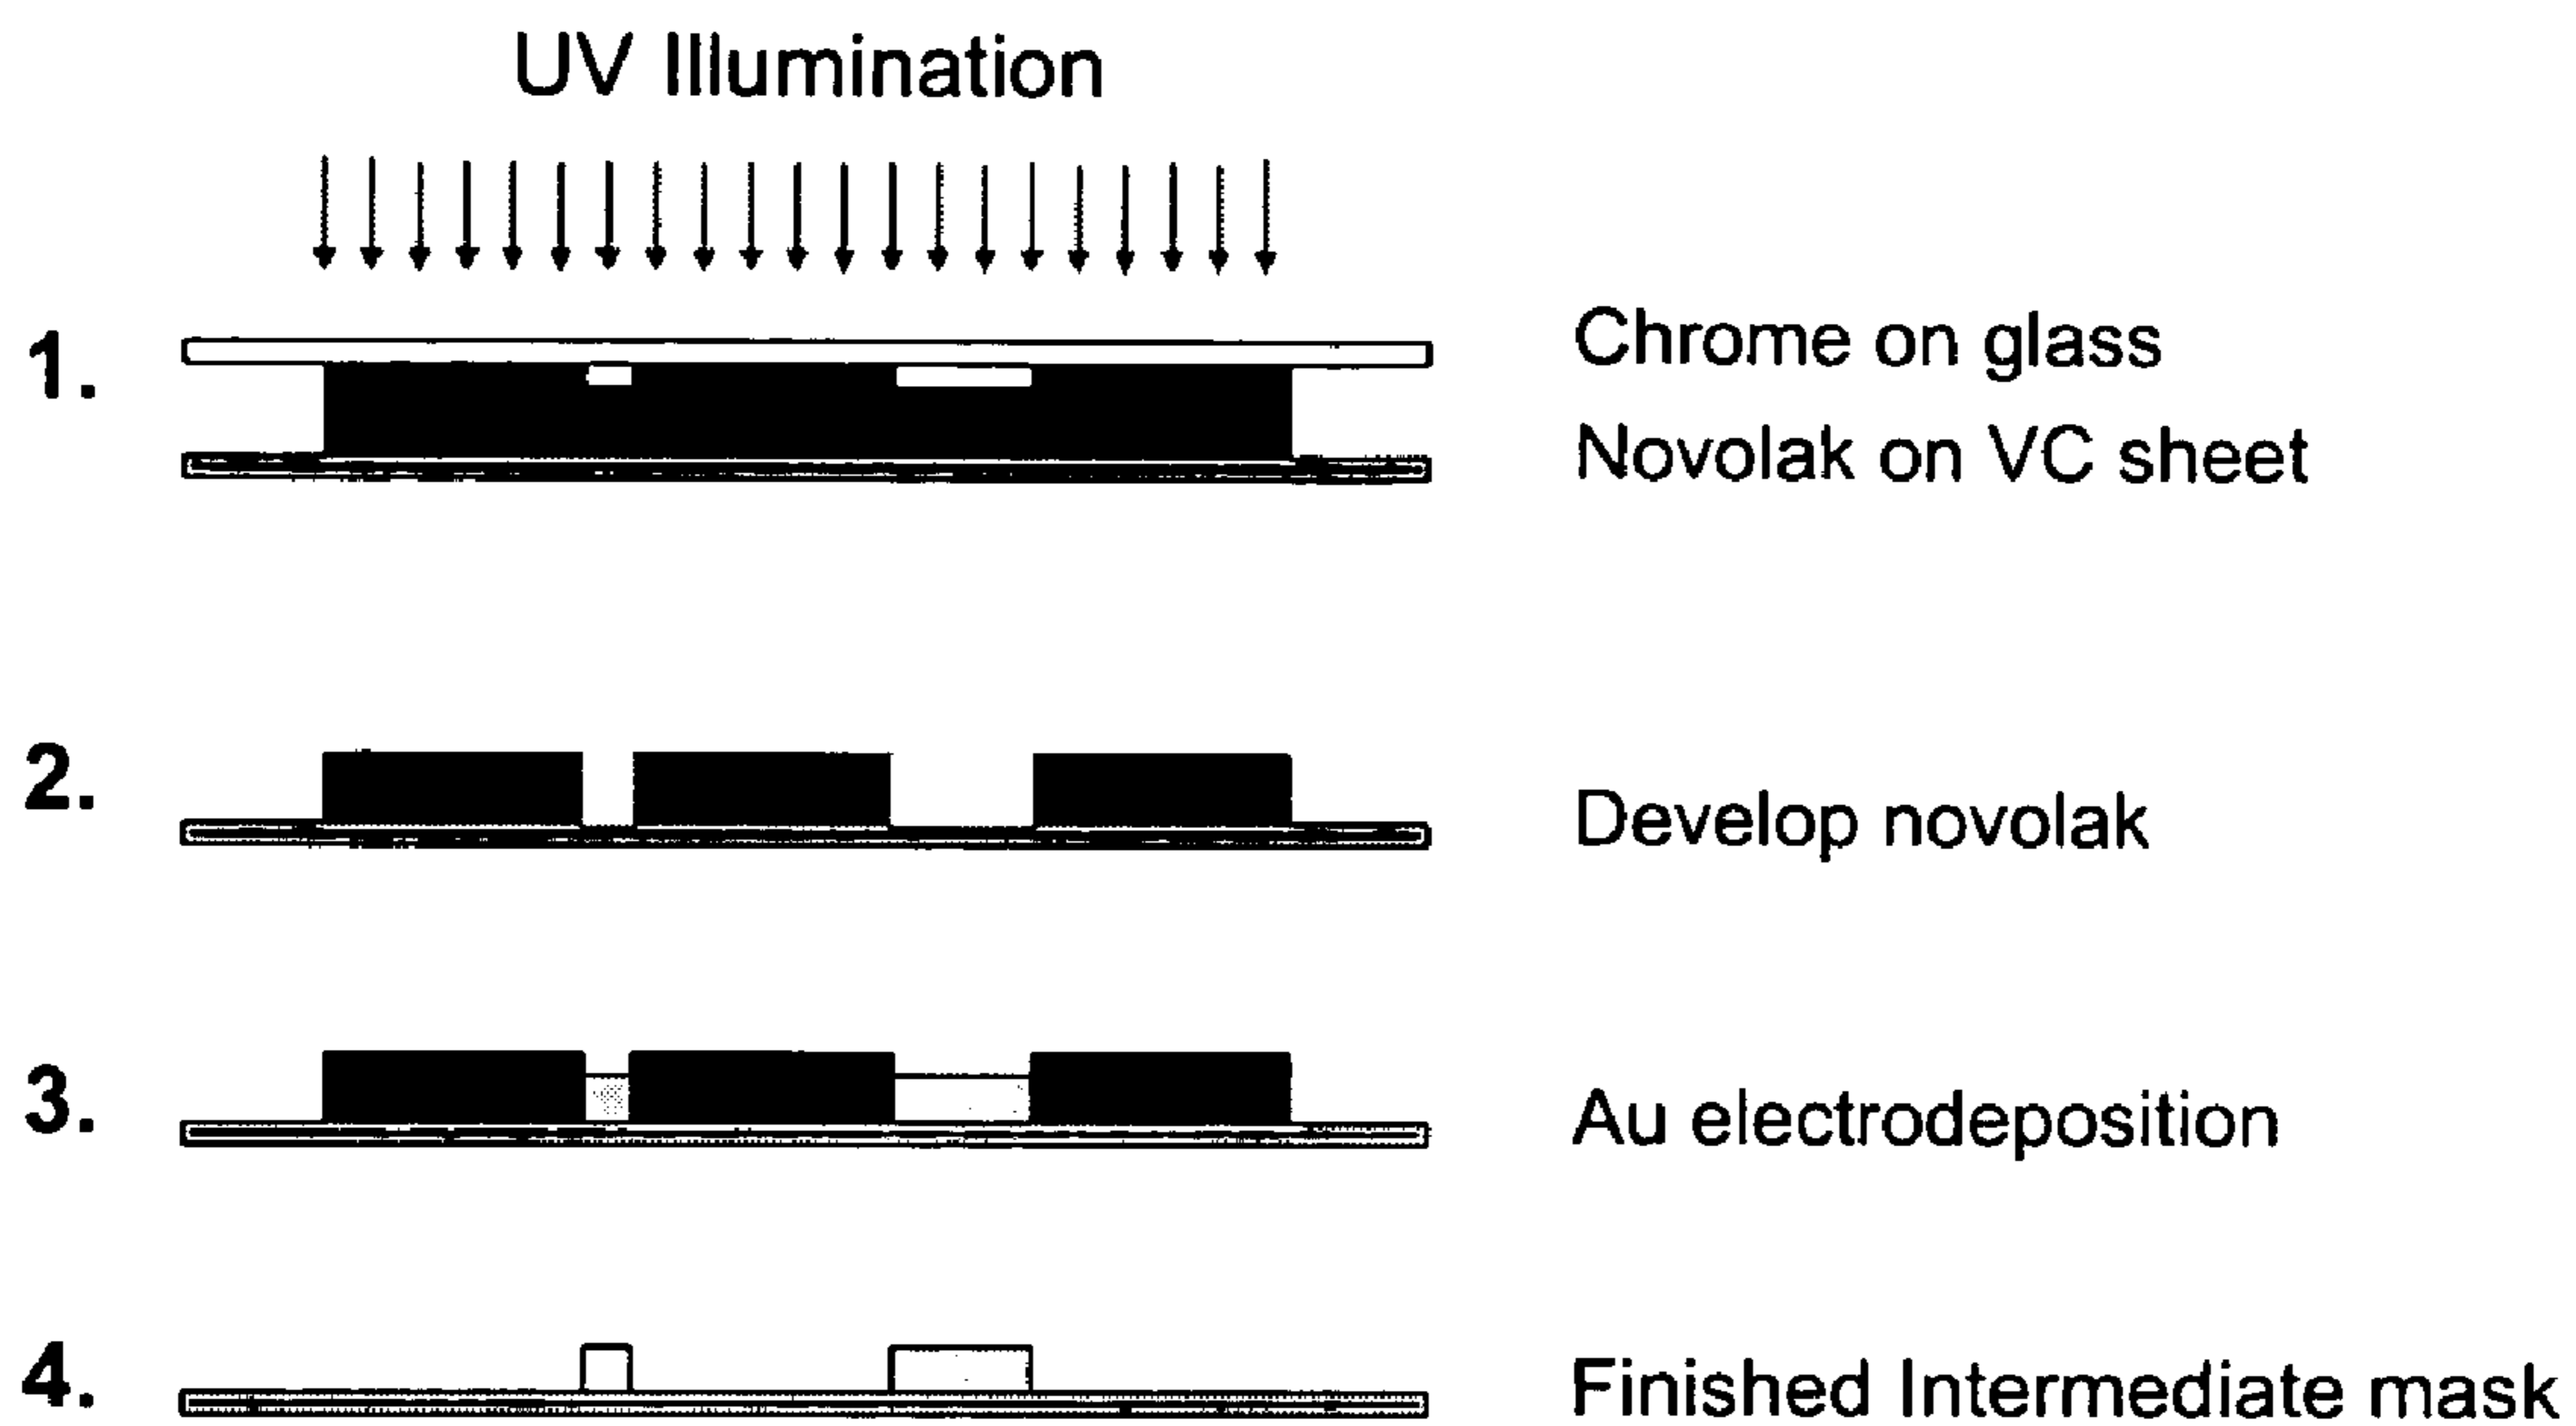 UV Illumination
1.
Chrome on glass
Novolak on VC sheet
2.
Develop novolak
3.
Au electrodeposition
4.
Finished Intermediate mask